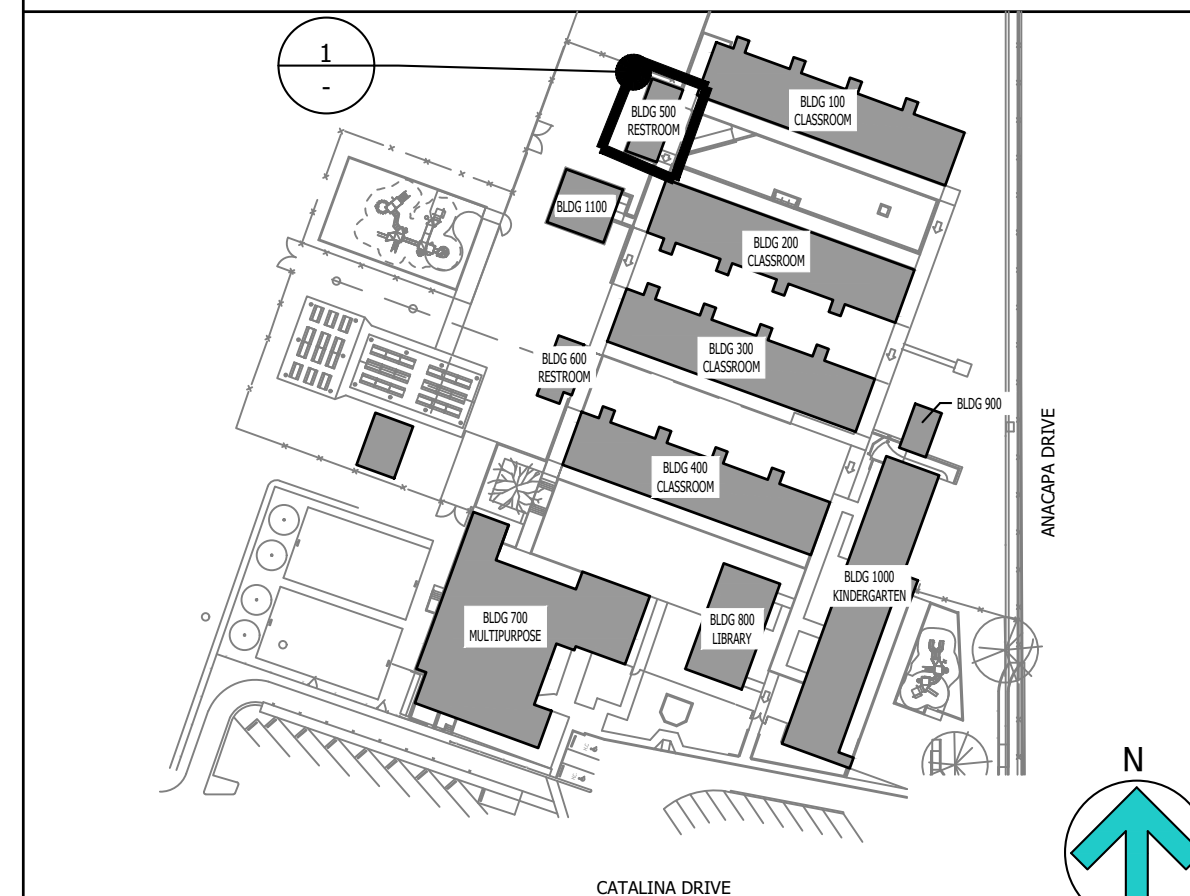 1
-
BLDG 100
CLASSROOM
BLDG 500
RESTROOM
BLDG 1100
BLDG 200
CLASSROOM
BLDG 300
CLASSROOM
BLDG 600
RESTROOM
BLDG 900
BLDG 400
CLASSROOM
ANACAPA DRIVE
BLDG 1000
KINDERGARTEN
BLDG 700
MULTIPURPOSE
BLDG 800
LIBRARY
N
CATALINA DRIVE